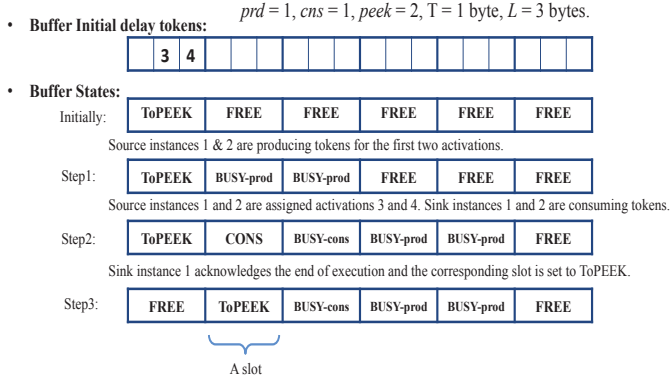 prd = 1, cns = 1, peek = 2, T = 1 byte, L = 3 bytes.
• Buffer Initial delay tokens:
3 4
• Buffer States:
Initially: ToPEEK FREE FREE FREE FREE FREE
Source instances 1 & 2 are producing tokens for the first two activations.
Step1: ToPEEK BUSY-prod BUSY-prod FREE FREE FREE
Source instances 1 and 2 are assigned activations 3 and 4. Sink instances 1 and 2 are consuming tokens.
Step2: ToPEEK CONS BUSY-cons BUSY-prod BUSY-prod FREE
Sink instance 1 acknowledges the end of execution and the corresponding slot is set to ToPEEK.
Step3: FREE ToPEEK BUSY-cons BUSY-prod BUSY-prod FREE
A slot